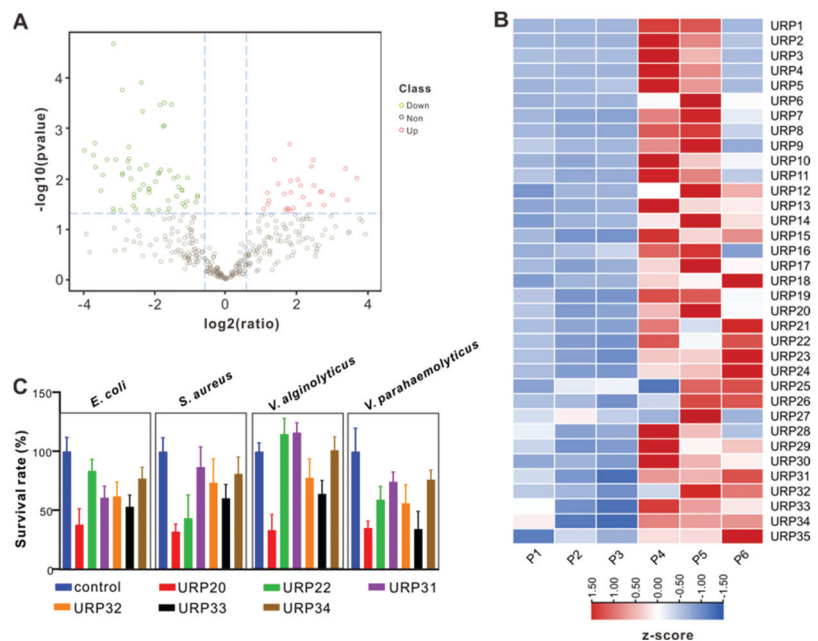 A
-log10(pvalue)
4
3
2
1
0
-4
-2
0
2
4
log2(ratio)
Class
Down
Non
Up
B
URP1
URP2
URP3
URP4
URP5
URP6
URP7
URP8
URP9
URP10
URP11
URP12
URP13
URP14
URP15
URP16
URP17
URP18
URP19
URP20
URP21
URP22
URP23
URP24
URP25
URP26
URP27
URP28
URP29
URP30
URP31
URP32
URP33
URP34
URP35
P1 P2 P3 P4 P5 P6
1.50 1.00 0.50 0.00 -0.50 -1.00 -1.50
z-score
C
E. coli
S. aureus
V. alginolyticus
V. parahaemolyticus
Survival rate (%)
150
100
50
0
control URP20 URP22 URP31
URP32 URP33 URP34